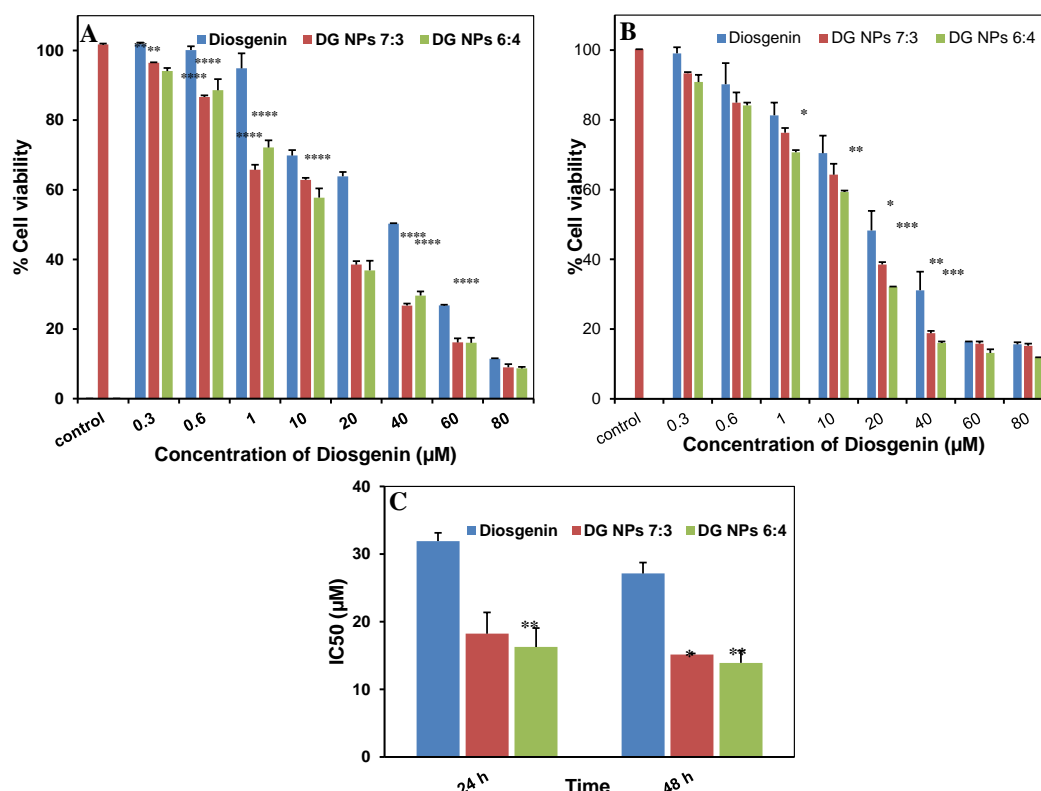 A
Diosgenin DG NPs 7:3 DG NPs 6:4
% Cell viability
100
80
60
40
20
0
**** **** **** **** **** **** **** **** **** ****
control 0.3 0.6 1 10 20 40 60 80
Concentration of Diosgenin (µM)
B
Diosgenin DG NPs 7:3 DG NPs 6:4
% Cell viability
100
80
60
40
20
0
* ** * *** ** ***
control 0.3 0.6 1 10 20 40 60 80
Concentration of Diosgenin (µM)
C
Diosgenin DG NPs 7:3 DG NPs 6:4
IC50 (µM)
40
30
20
10
0
** * **
24 h 48 h
Time